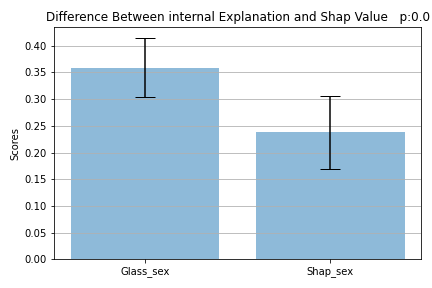 Difference Between internal Explanation and Shap Value p:0.0
0.40
0.35
0.30
0.25
0.20
0.15
0.10
0.05
0.00
Scores
Glass_sex
Shap_sex